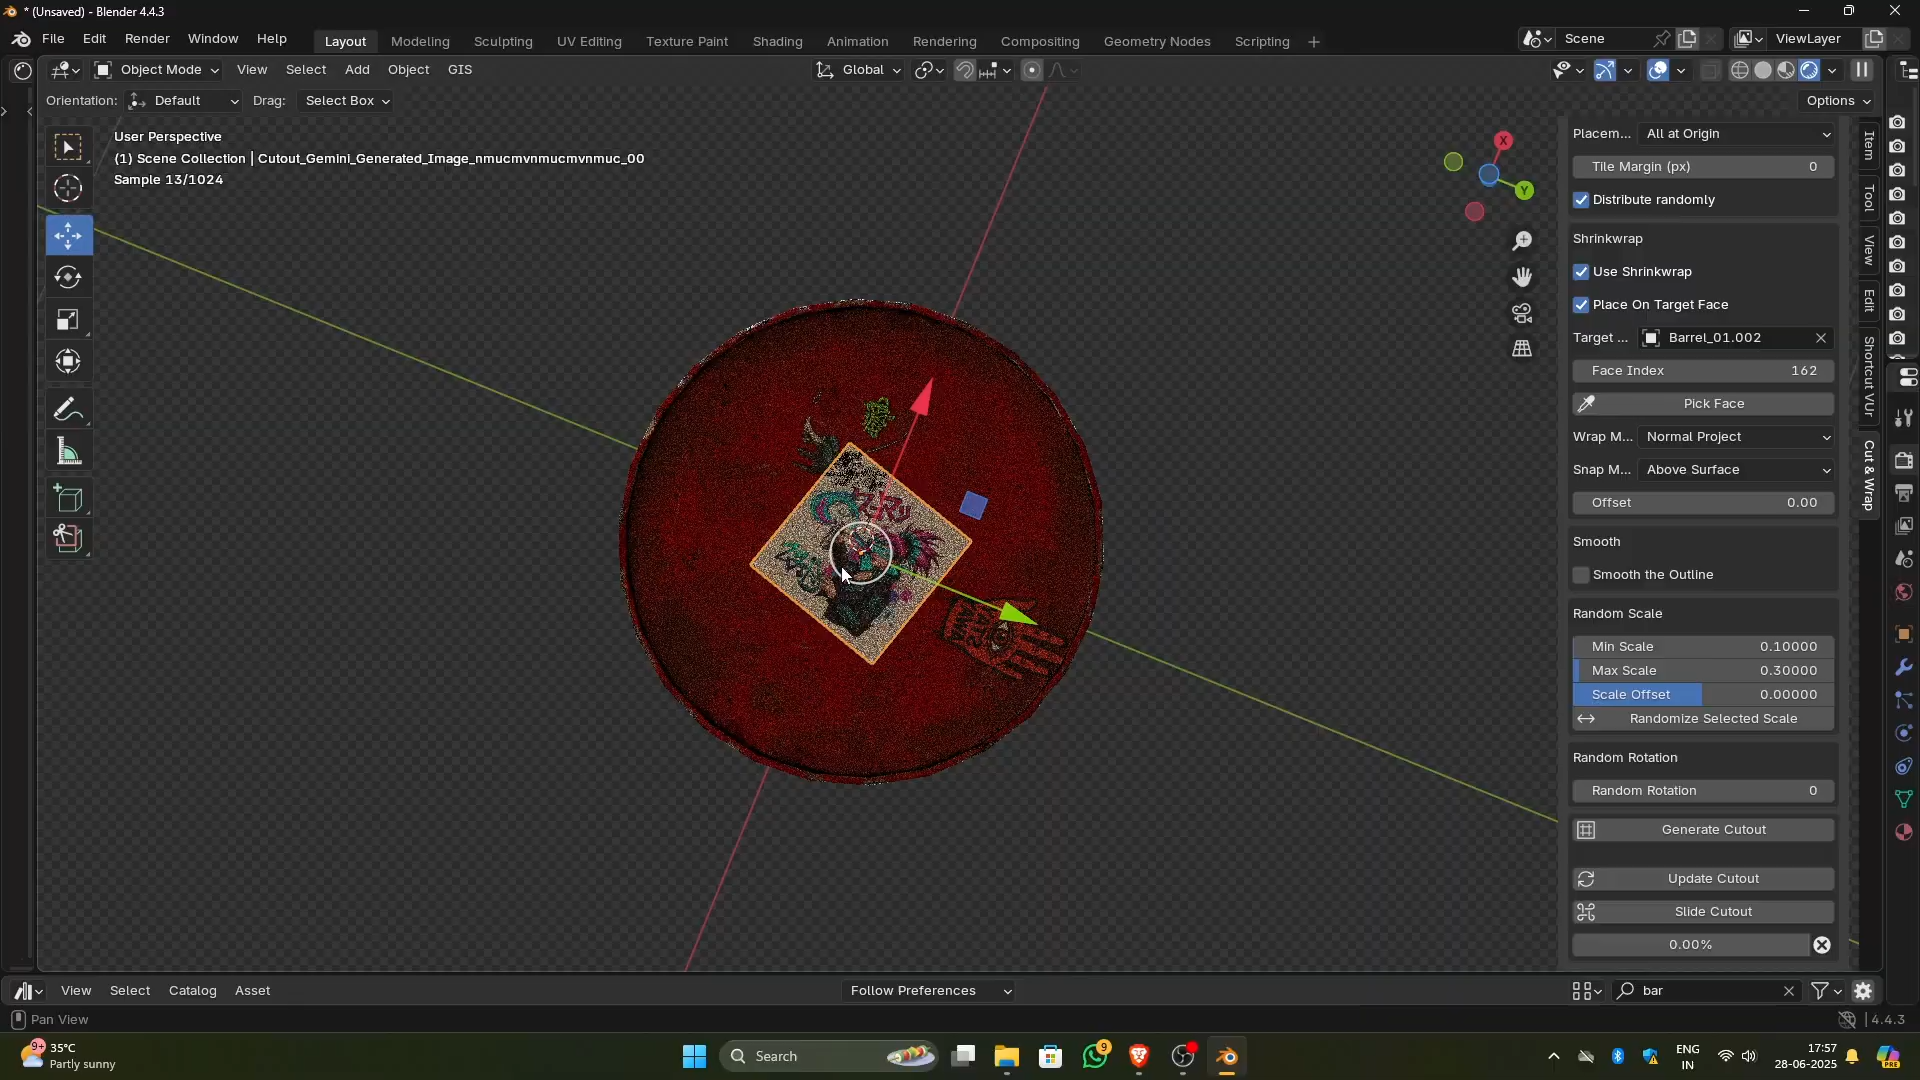 * (Unsaved) - Blender 4.4.3
File Edit Render Window Help
Layout Modeling Sculpting UV Editing Texture Paint Shading Animation Rendering Compositing Geometry Nodes Scripting +
Scene
ViewLayer
Object Mode View Select Add Object GIS
Global
Orientation: Default Drag: Select Box
Options
User Perspective
(1) Scene Collection | Cutout_Gemini_Generated_Image_nmucmvnmucmvnmuc_00
Sample 13/1024
X
Y
Placem... All at Origin
Tile Margin (px) 0
Distribute randomly
Shrinkwrap
Use Shrinkwrap
Place On Target Face
Target ... Barrel_01.002
Face Index 162
Pick Face
Wrap M... Normal Project
Snap M... Above Surface
Offset 0.00
Smooth
Smooth the Outline
Random Scale
Min Scale 0.10000
Max Scale 0.30000
Scale Offset 0.00000
Randomize Selected Scale
Random Rotation
Random Rotation 0
Generate Cutout
Update Cutout
Slide Cutout
0.00%
Item
Tool
View
Edit
Shortcut VUr
Cut & Wrap
View Select Catalog Asset
Follow Preferences
bar
Pan View
4.4.3
9+
35°C
Partly sunny
Search
9
ENG
IN
17:57
28-06-2025
PRE